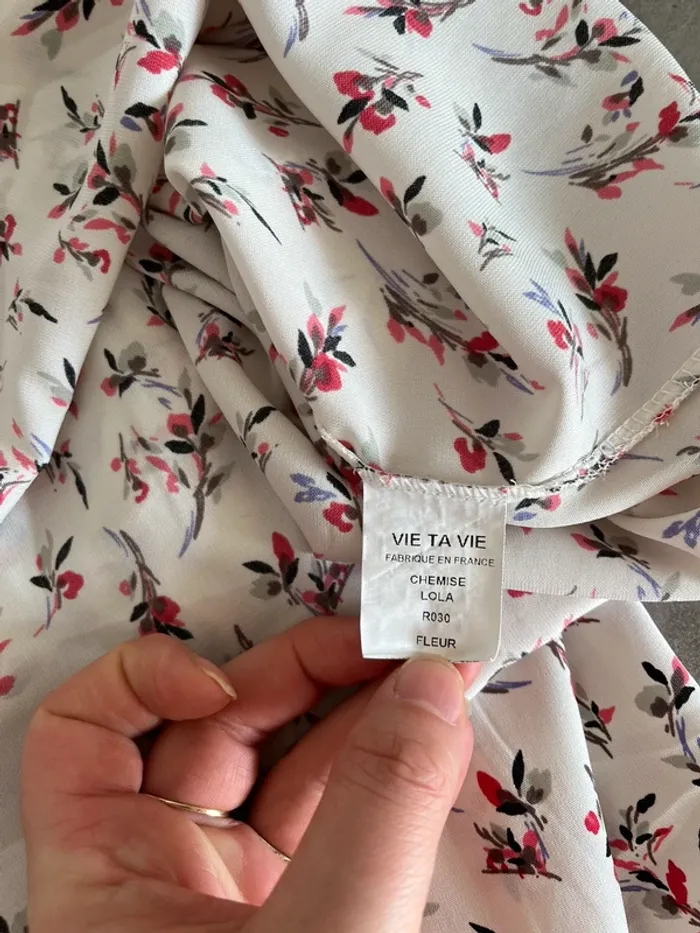 VIE TA VIE
FABRIQUE EN FRANCE
CHEMISE
LOLA
R030
FLEUR